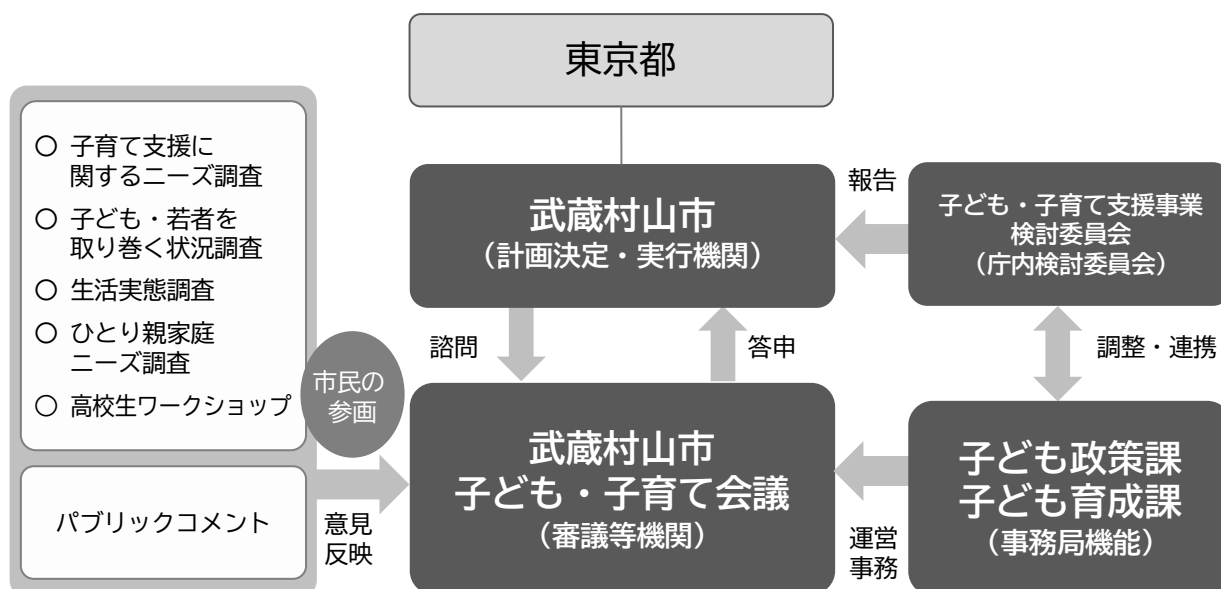 東京都
〇 子育て支援に
関するニーズ調査
〇 子ども・若者を
取り巻く状況調査
〇 生活実態調査
〇 ひとり親家庭
ニーズ調査
〇 高校生ワークショップ
パブリックコメント
市民の
参画
意見
反映
武蔵村山市
（計画決定・実行機関）
諮問
答申
武蔵村山市
子ども・子育て会議
（審議等機関）
報告
子ども・子育て支援事業
検討委員会
（庁内検討委員会）
調整・連携
子ども政策課
子ども育成課
（事務局機能）
運営
事務